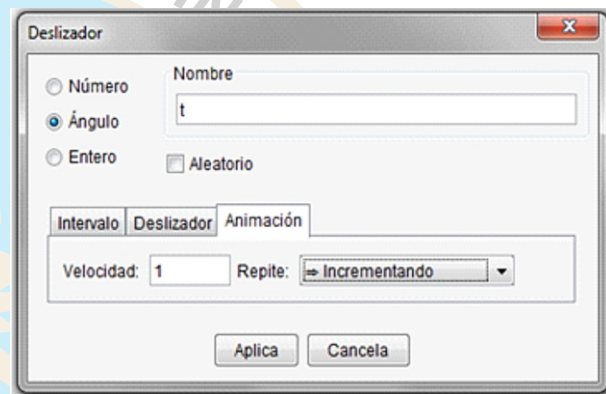 Deslizador
Número
Ángulo
Entero
Nombre
t
Aleatorio
Intervalo Deslizador Animación
Velocidad: 1 Repite: ⇒ Incrementando
Aplica Cancela